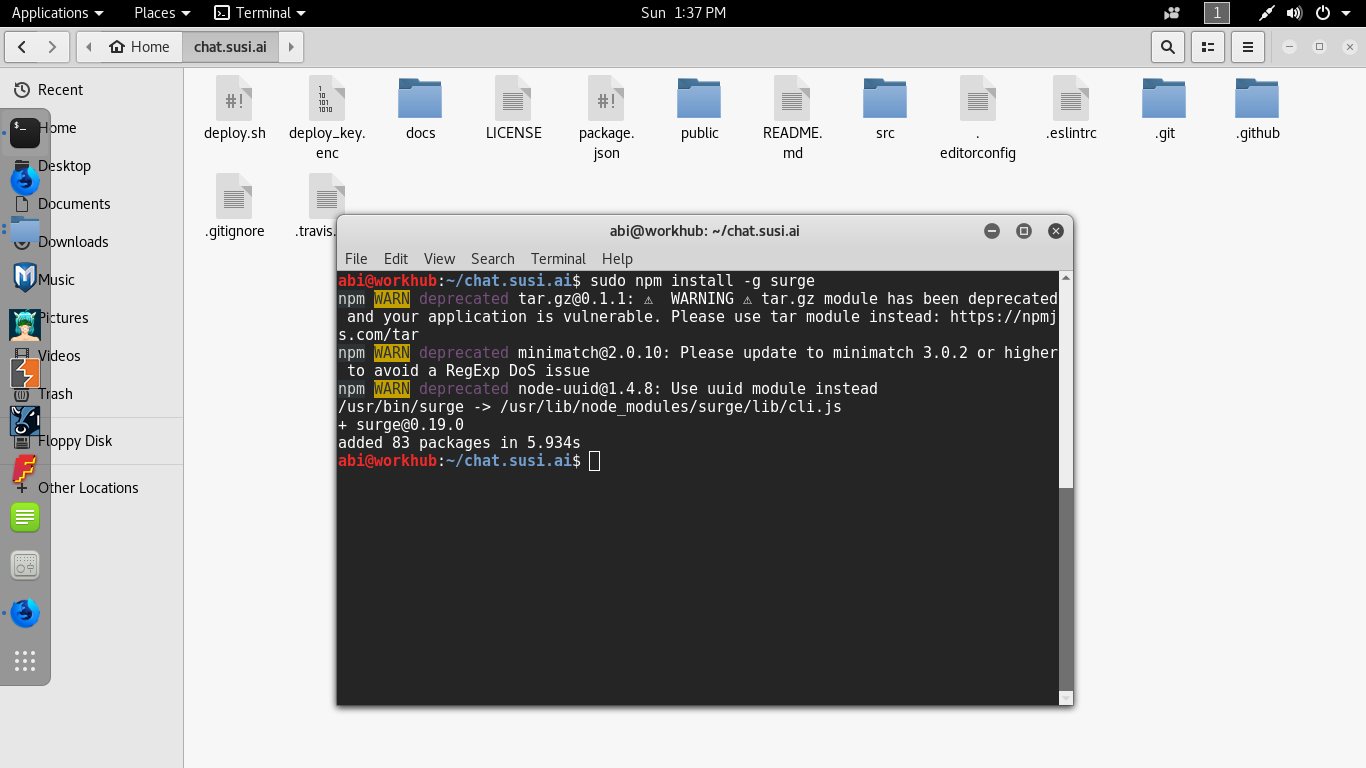 Applications Places Terminal Sun 1:37 PM 1
Home chat.susi.ai
Recent
Home
Desktop
Documents
Downloads
Music
Pictures
Videos
Trash
Floppy Disk
Other Locations
deploy.sh
deploy_key.
enc
docs
LICENSE
package.
json
public
README.
md
src
.
editorconfig
.eslintrc
.git
.github
.gitignore
.travis.
abi@workhub: ~/chat.susi.ai
File Edit View Search Terminal Help
abi@workhub:~/chat.susi.ai$ sudo npm install -g surge
npm WARN deprecated tar.gz@0.1.1: ⚠  WARNING ⚠ tar.gz module has been deprecated
and your application is vulnerable. Please use tar module instead: https://npmj
s.com/tar
npm WARN deprecated minimatch@2.0.10: Please update to minimatch 3.0.2 or higher
to avoid a RegExp DoS issue
npm WARN deprecated node-uuid@1.4.8: Use uuid module instead
/usr/bin/surge -> /usr/lib/node_modules/surge/lib/cli.js
+ surge@0.19.0
added 83 packages in 5.934s
abi@workhub:~/chat.susi.ai$